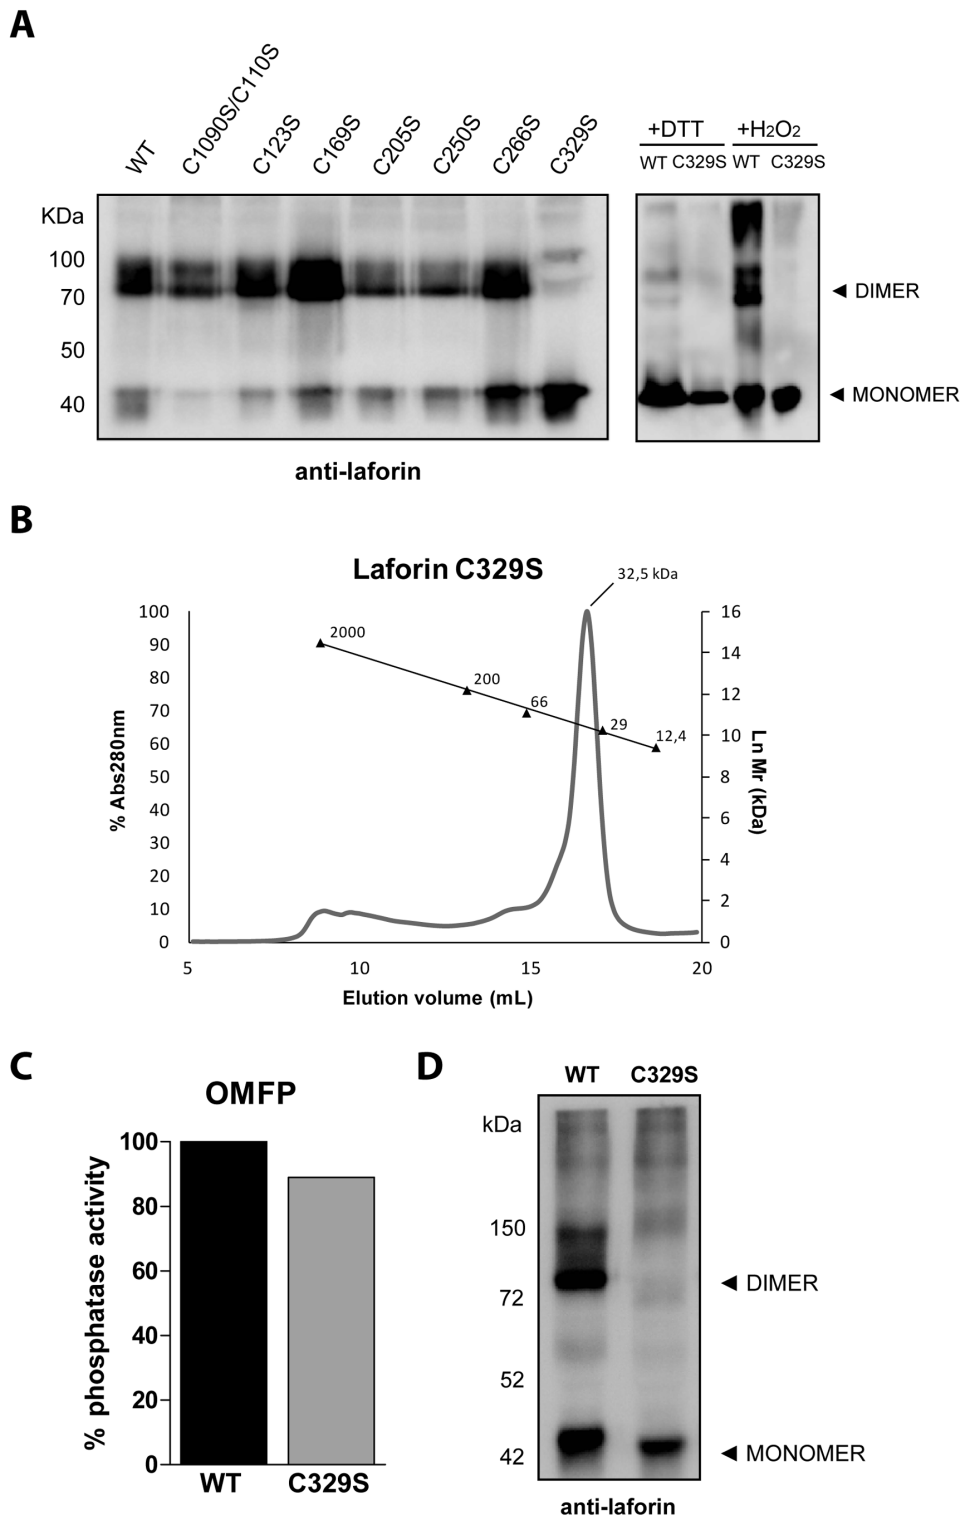 A
WT
C1090S/C110S
C123S
C169S
C205S
C250S
C266S
C329S
+DTT
+H2O2
WT C329S WT C329S
KDa
100
70
50
40
◄ DIMER
◄ MONOMER
anti-laforin
B
Laforin C329S
32,5 kDa
% Abs280nm
100
90
80
70
60
50
40
30
20
10
0
2000
200
66
29
12,4
16
14
12
10
8
6
4
2
0
Ln Mr (kDa)
5 10 15 20
Elution volume (mL)
C
OMFP
% phosphatase activity
100
80
60
40
20
0
WT C329S
D
WT C329S
kDa
150
72
52
42
◄ DIMER
◄ MONOMER
anti-laforin